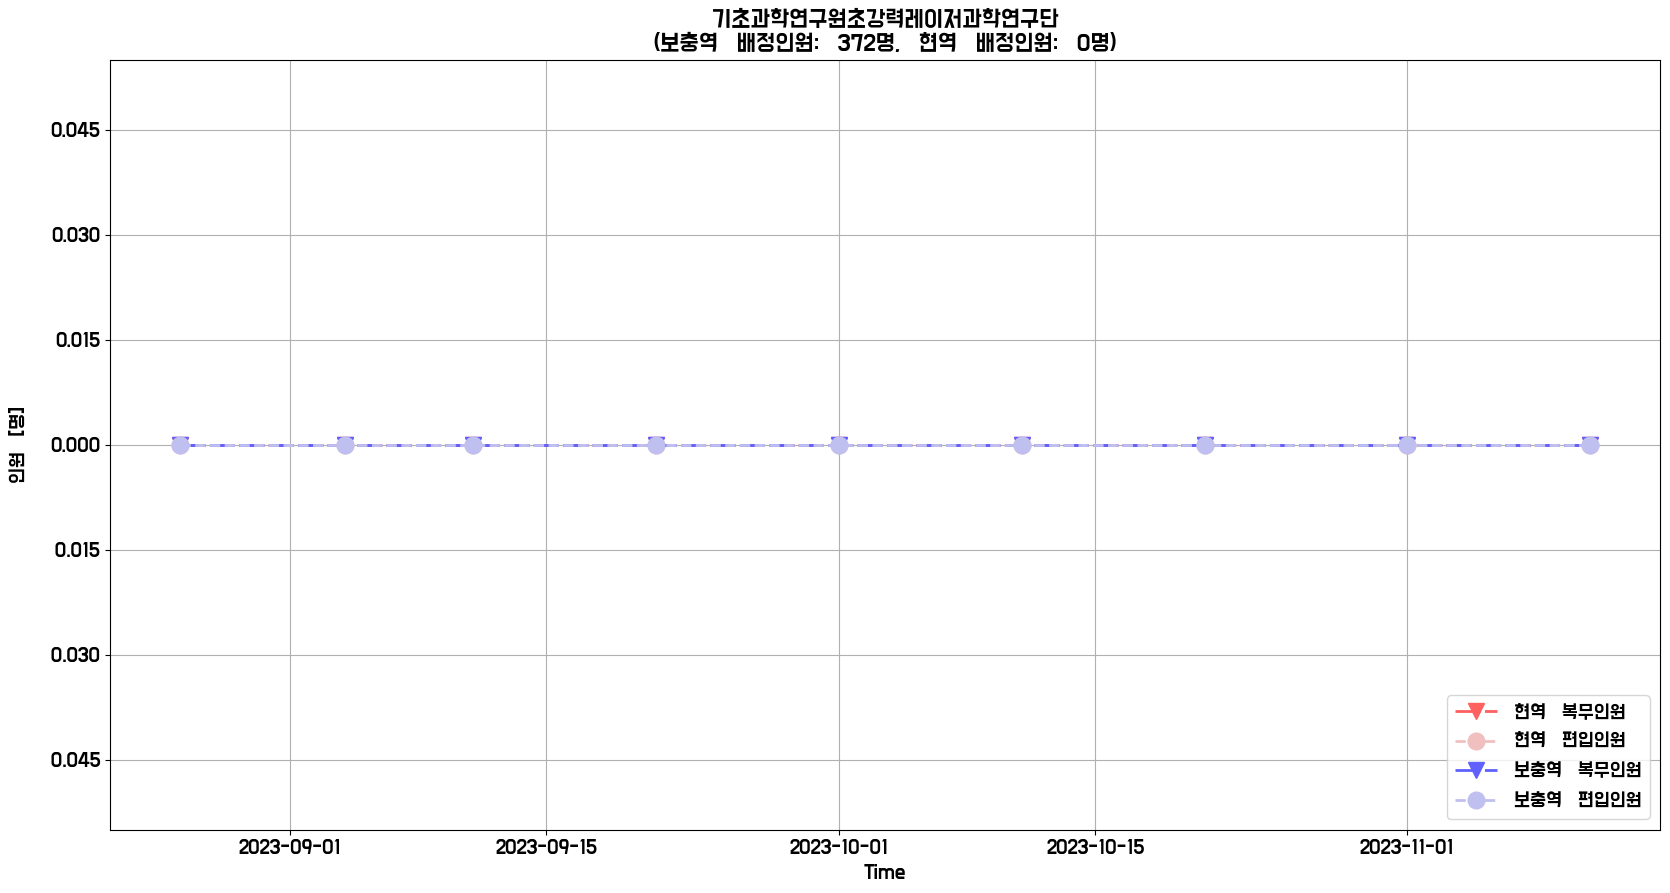 기초과학연구원초강력레이저과학연구단
(보충역 배정인원: 372명, 현역 배정인원: 0명)
0.045
0.030
0.015
0.000
0.015
0.030
0.045
인원 [명]
2023-09-01 2023-09-15 2023-10-01 2023-10-15 2023-11-01
Time
현역 복무인원
현역 편입인원
보충역 복무인원
보충역 편입인원